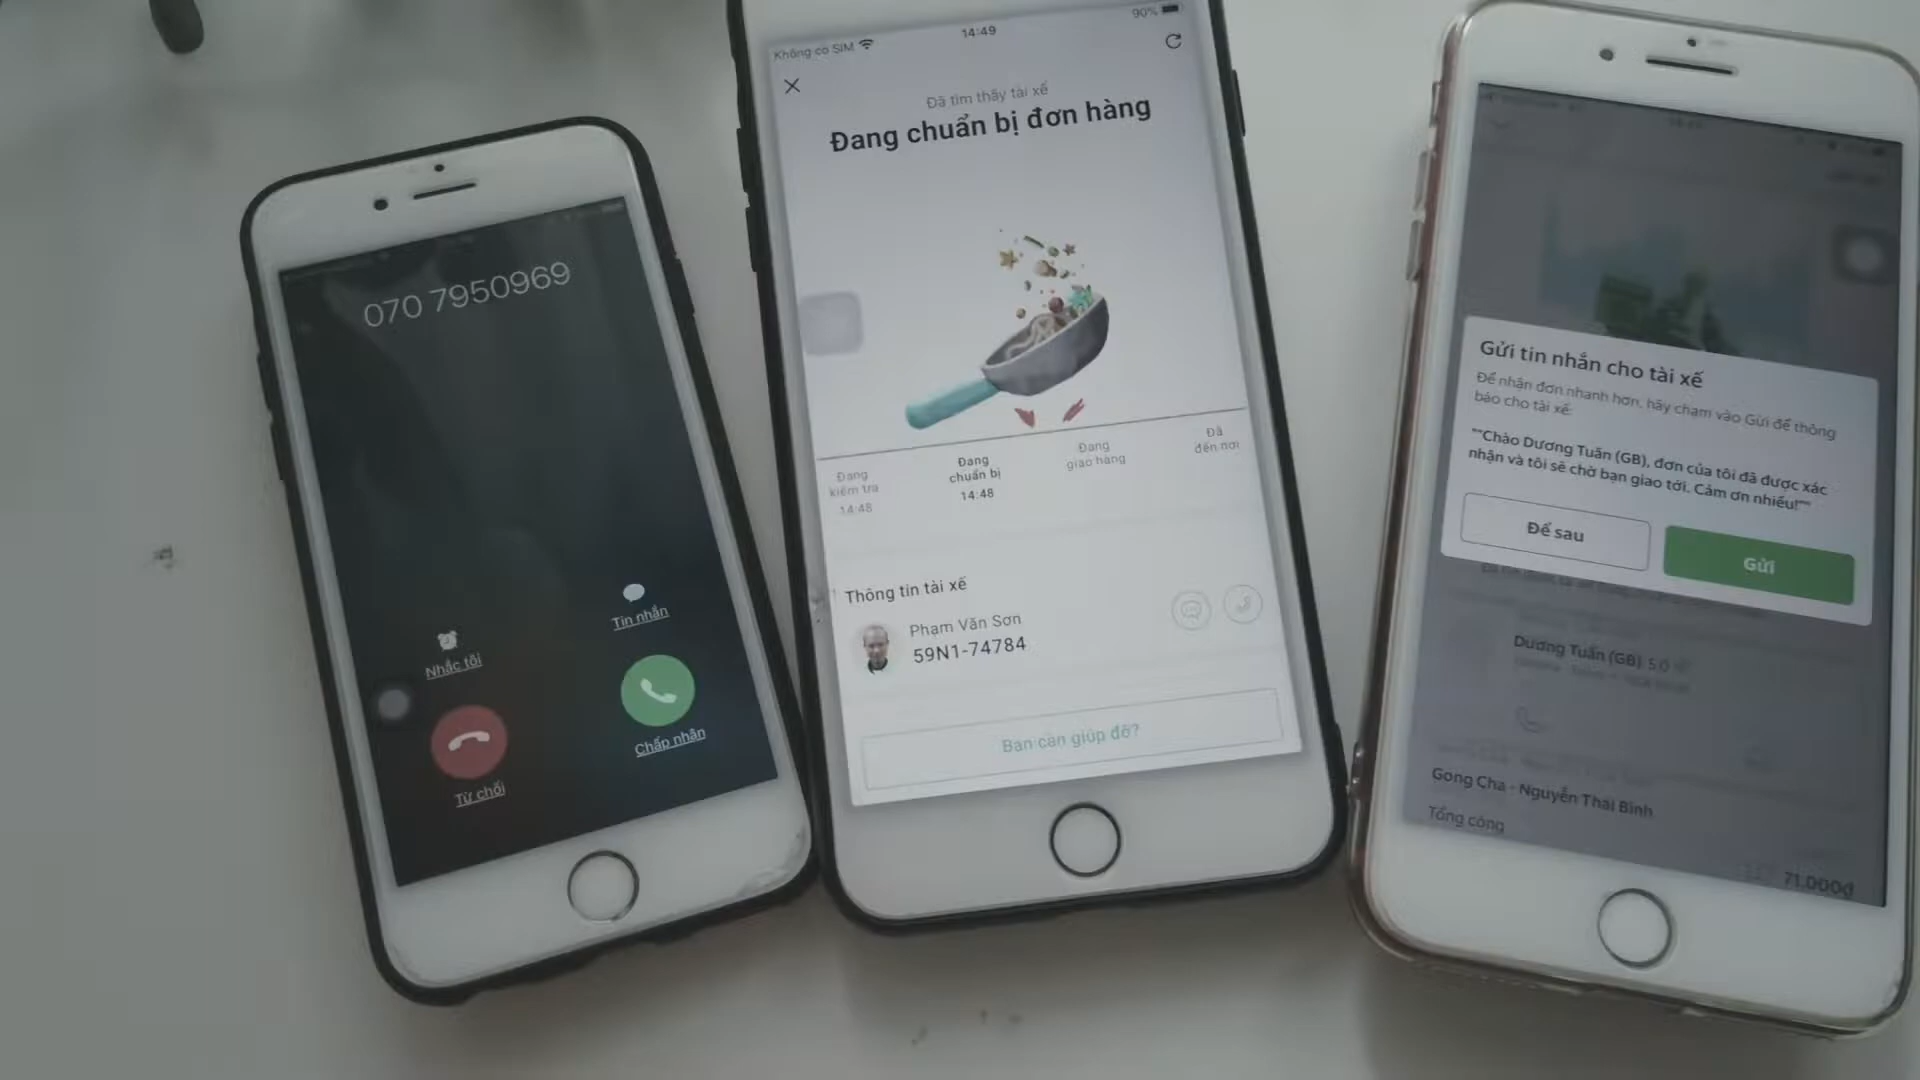 070 7950969
Nhắc tôi
Tin nhắn
Từ chối
Chấp nhận
Không có SIM
14:49
90%
Đã tìm thấy tài xế
Đang chuẩn bị đơn hàng
Đang
kiểm tra
14:48
Đang
chuẩn bị
14:48
Đang
giao hàng
Đã
đến nơi
Thông tin tài xế
Phạm Văn Sơn
59N1-74784
Bạn cần giúp đỡ?
Gửi tin nhắn cho tài xế
Để nhận đơn nhanh hơn, hãy chạm vào Gửi để thông
báo cho tài xế:
""Chào Dương Tuấn (GB), đơn của tôi đã được xác
nhận và tôi sẽ chờ bạn giao tới. Cảm ơn nhiều!""
Để sau
Gửi
Dương Tuấn (GB) 5.0
Gong Cha - Nguyễn Thái Bình
Tổng cộng
71.000₫